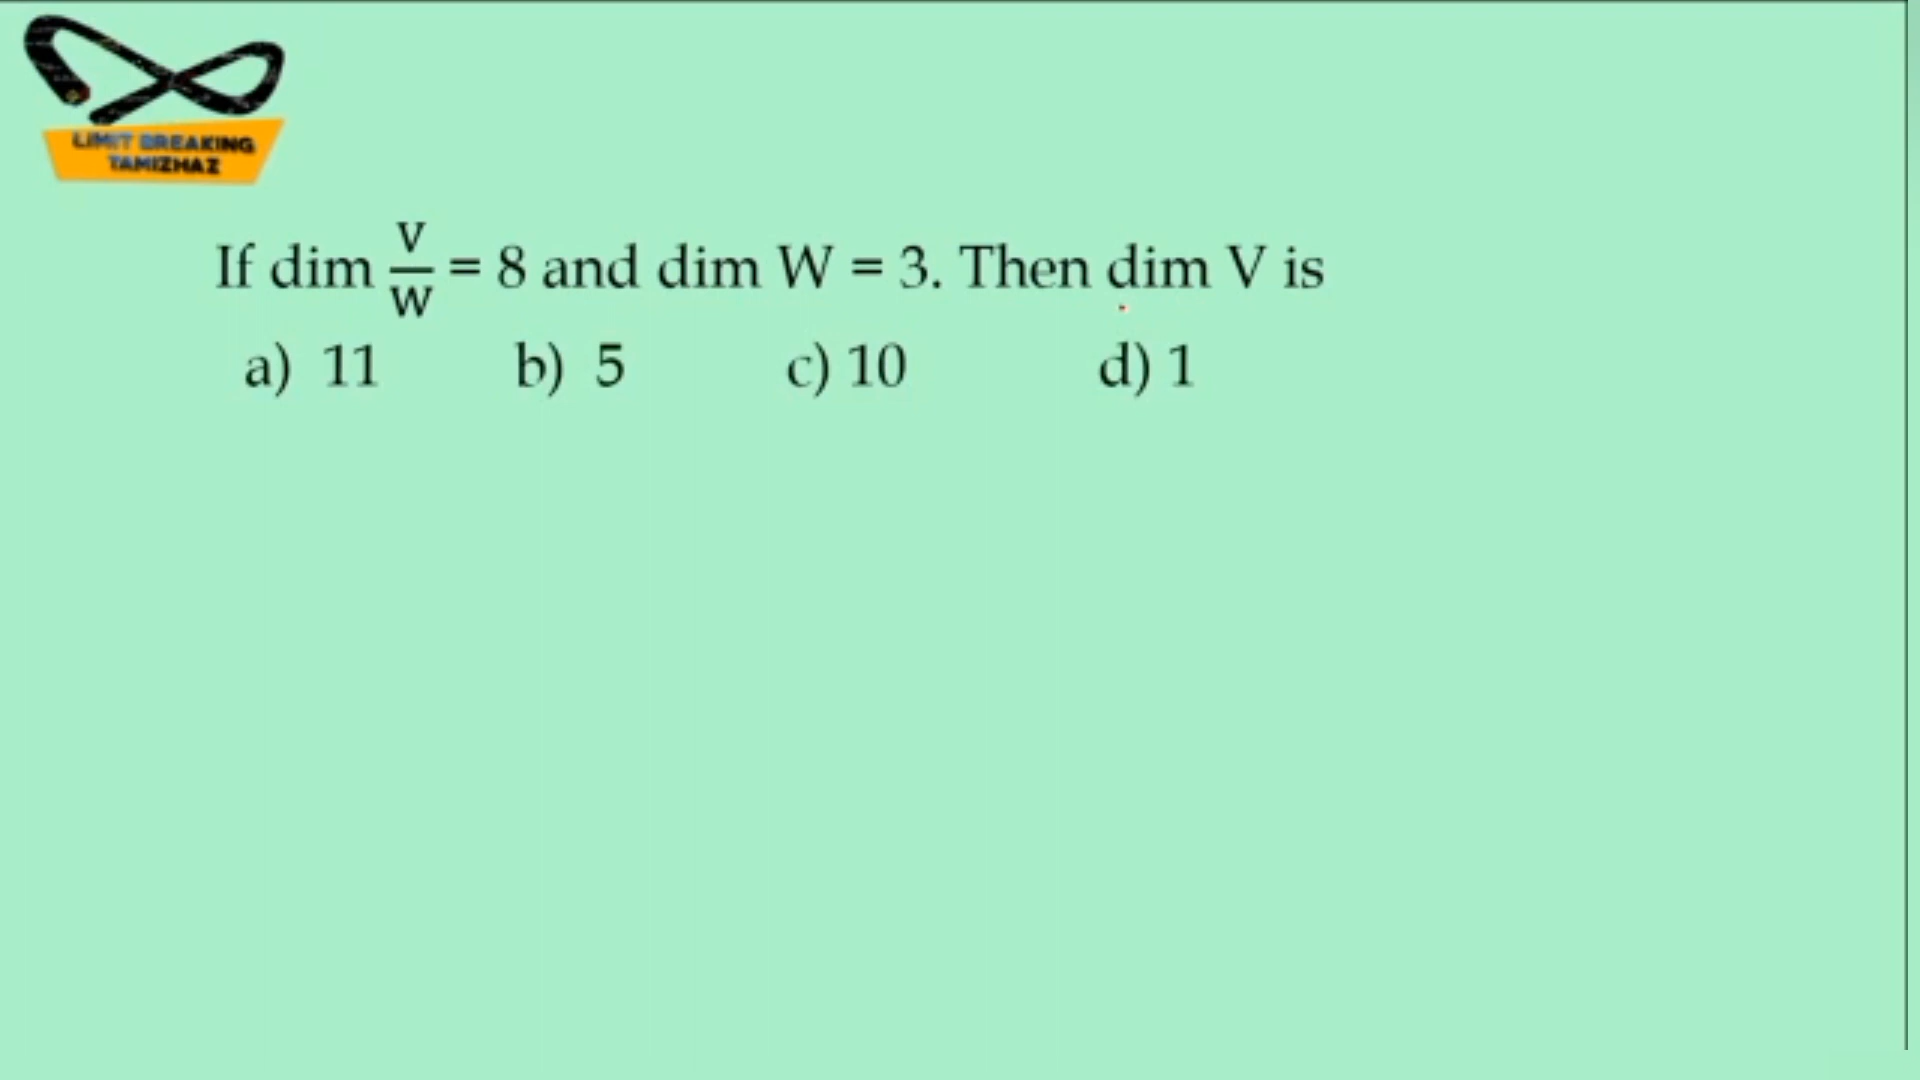 LIMIT BREAKING
TAMIZHAZ
If dim V/W = 8 and dim W = 3. Then dim V is
a) 11 b) 5 c) 10 d) 1